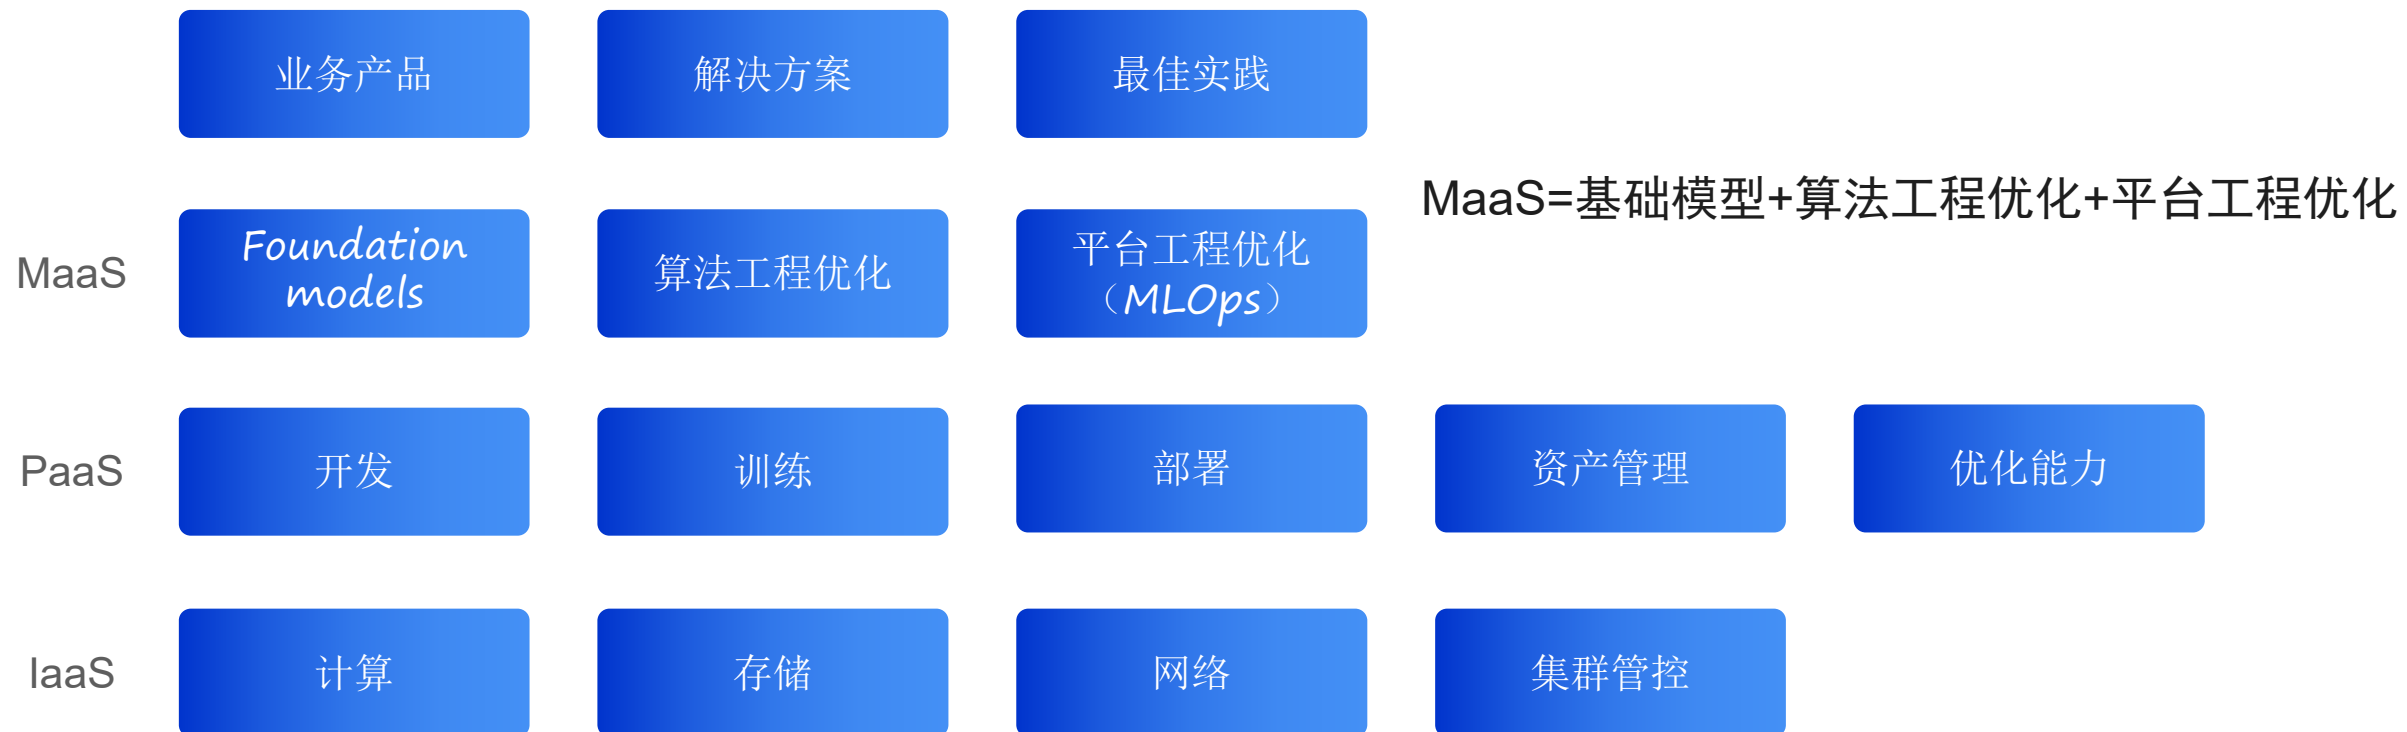 业务产品
解决方案
最佳实践
MaaS=基础模型+算法工程优化+平台工程优化
MaaS
Foundation
models
算法工程优化
平台工程优化
（MLOps）
PaaS
开发
训练
部署
资产管理
优化能力
IaaS
计算
存储
网络
集群管控